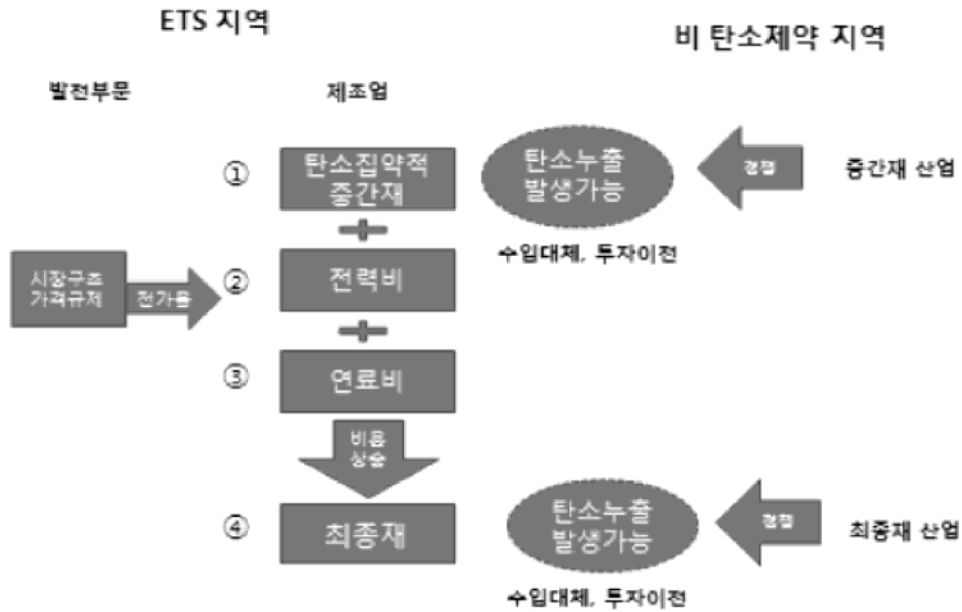 ETS 지역
비 탄소제약 지역
발전부문
제조업
①
탄소집약적
중간재
탄소누출
발생가능
경쟁
중간재 산업
수입대체, 투자이전
시장구조
가격규제
전가율
②
전력비
③
연료비
비용
상승
④
최종재
탄소누출
발생가능
경쟁
최종재 산업
수입대체, 투자이전